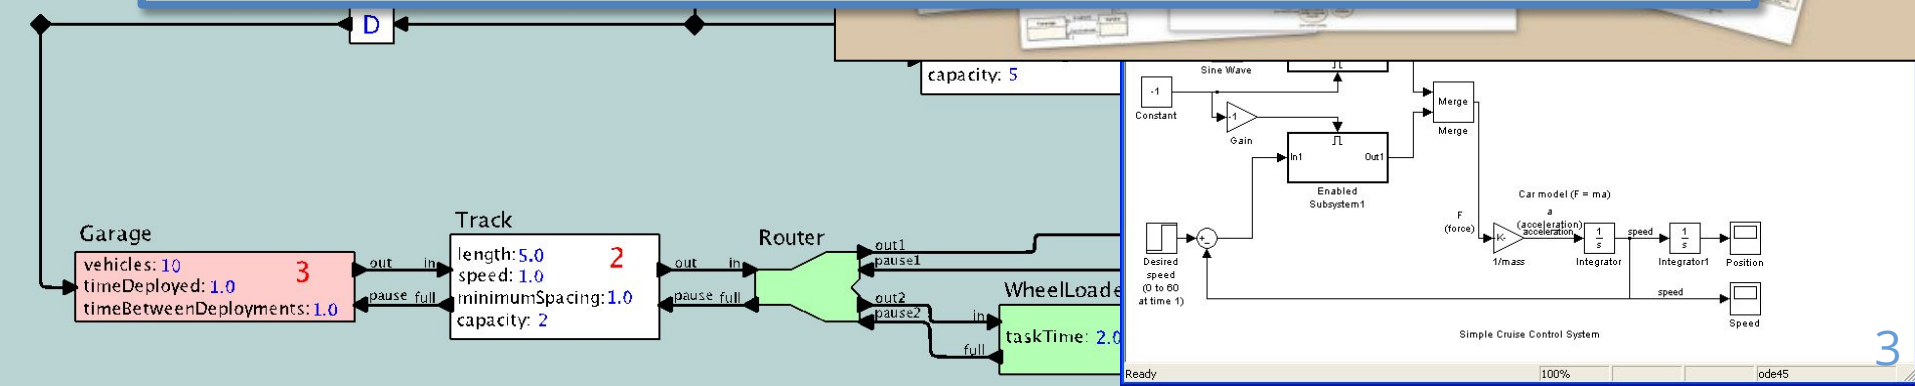 D
capacity: 5
Garage
vehicles: 10
3
timeDeployed: 1.0
timeBetweenDeployments: 1.0
out
in
pause
full
Track
length: 5.0
2
speed: 1.0
minimumSpacing: 1.0
capacity: 2
out
in
pause
full
Router
out1
pause1
out2
pause2
in
full
WheelLoade
taskTime: 2.0
Sine Wave
-1
Constant
-1
Gain
In1
Out1
Enabled
Subsystem1
Merge
Merge
Car model (F = ma)
F
(force)
a
(acceleration)
acceleration
K-
1/mass
1
s
Integrator
speed
1
s
Integrator1
Position
Desired
speed
(0 to 60
at time 1)
+
-
speed
Speed
Simple Cruise Control System
3
Ready
100%
ode45